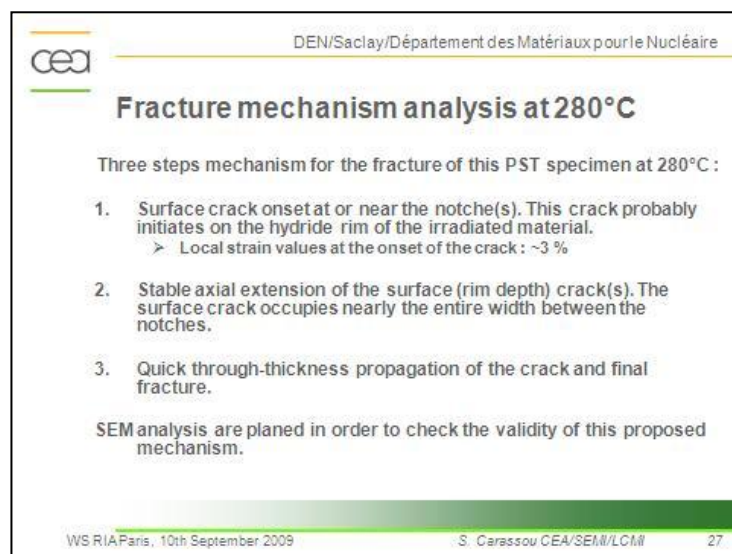 DEN/Saclay/Département des Matériaux pour le Nucléaire
cea
Fracture mechanism analysis at 280°C
Three steps mechanism for the fracture of this PST specimen at 280°C :
1. Surface crack onset at or near the notche(s). This crack probably
initiates on the hydride rim of the irradiated material.
➢ Local strain values at the onset of the crack : ~3 %
2. Stable axial extension of the surface (rim depth) crack(s). The
surface crack occupies nearly the entire width between the
notches.
3. Quick through-thickness propagation of the crack and final
fracture.
SEM analysis are planed in order to check the validity of this proposed
mechanism.
WS RIA Paris, 10th September 2009 S. Carassou CEA/SEMI/LCMI 27